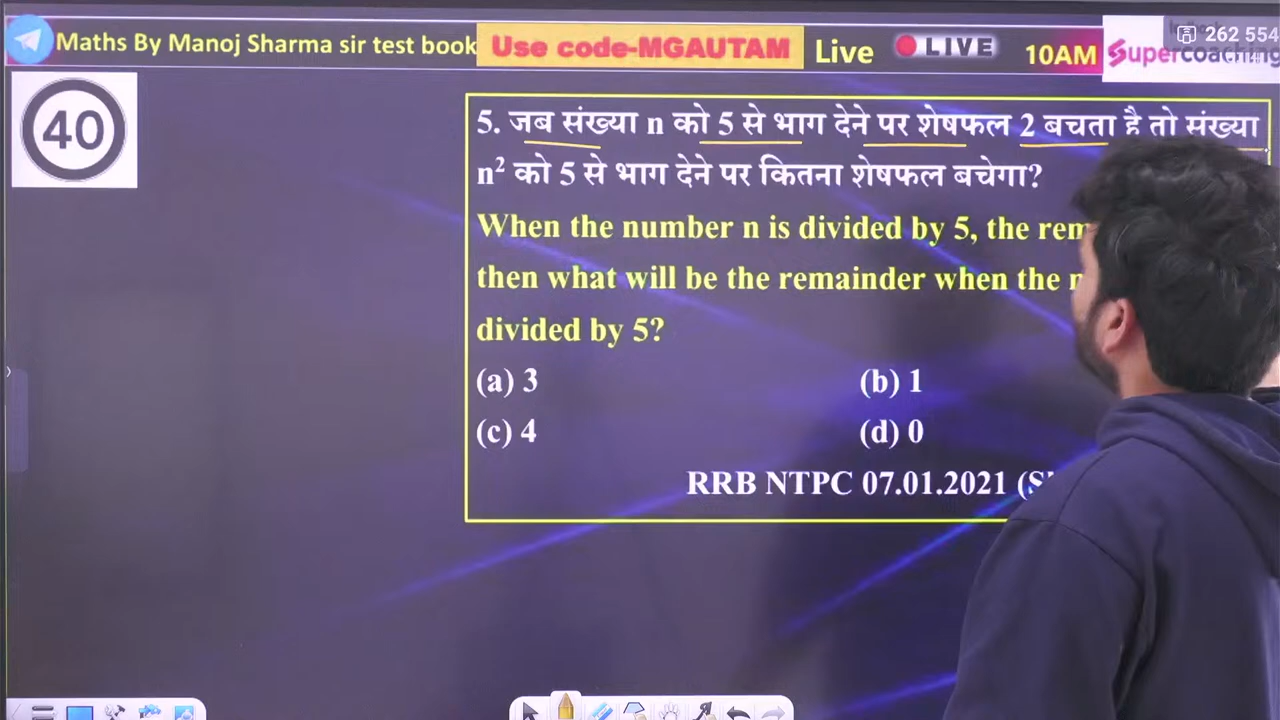 Maths By Manoj Sharma sir test book Use code-MGAUTAM Live LIVE 10AM Supercoaching
262 554
40
5. जब संख्या n को 5 से भाग देने पर शेषफल 2 बचता है तो संख्या
n² को 5 से भाग देने पर कितना शेषफल बचेगा?
When the number n is divided by 5, the
then what will be the remainder when the
divided by 5?
(a) 3 (b) 1
(c) 4 (d) 0
RRB NTPC 07.01.2021